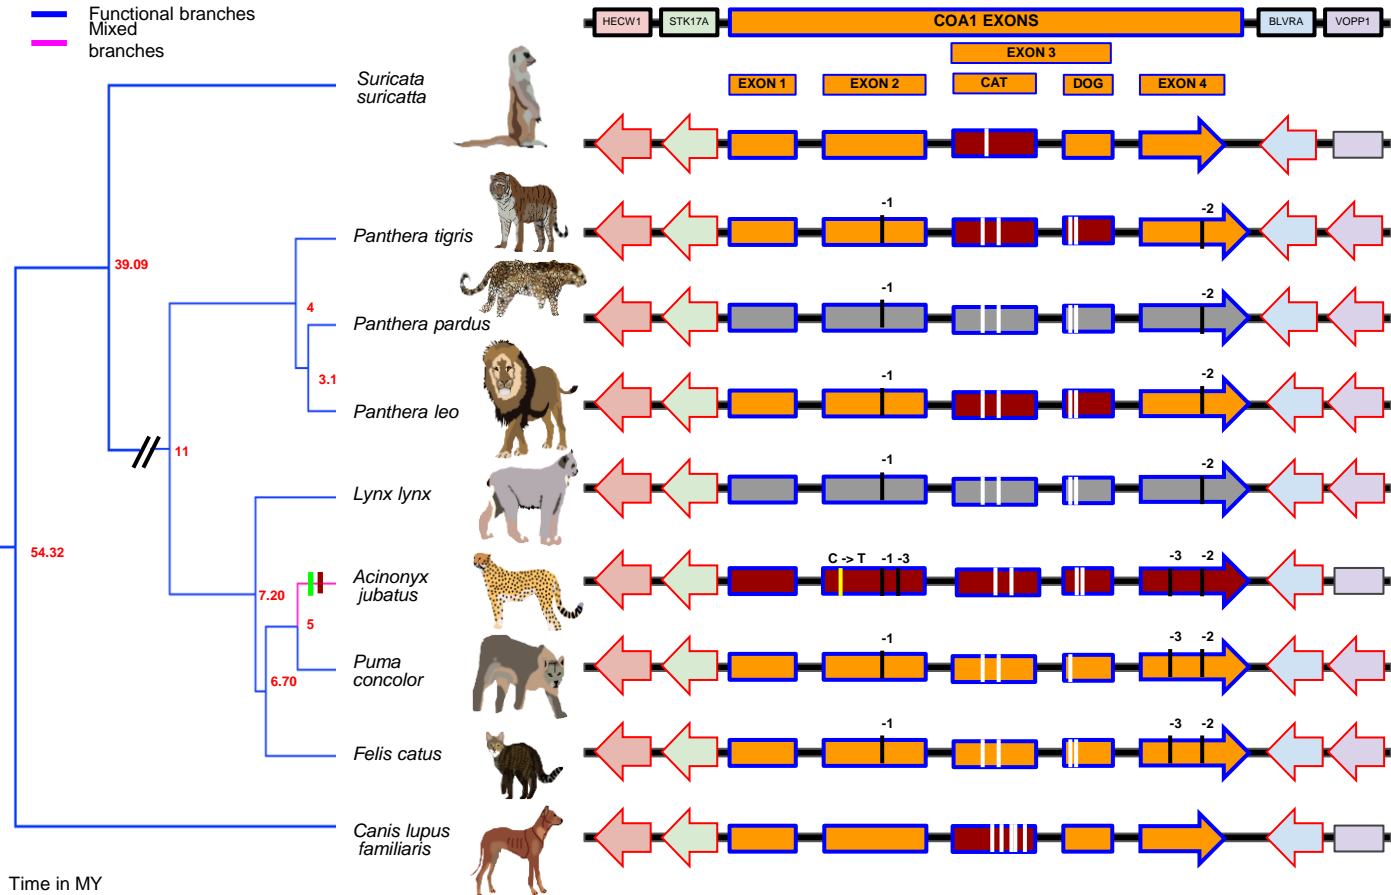 Functional branches
Mixed
branches
HECW1 STK17A COA1 EXONS BLVRA VOPP1
EXON 3
EXON 1 EXON 2 CAT DOG EXON 4
Suricata
suricatta
-1 -2
Panthera tigris
39.09
4
-1 -2
Panthera pardus
3.1
-1 -2
Panthera leo
11
-1 -2
Lynx lynx
54.32
C -> T -1 -3 -3 -2
Acinonyx
jubatus
7.20
5
-1 -3 -2
Puma
concolor
6.70
-1 -3 -2
Felis catus
Canis lupus
familiaris
Time in MY